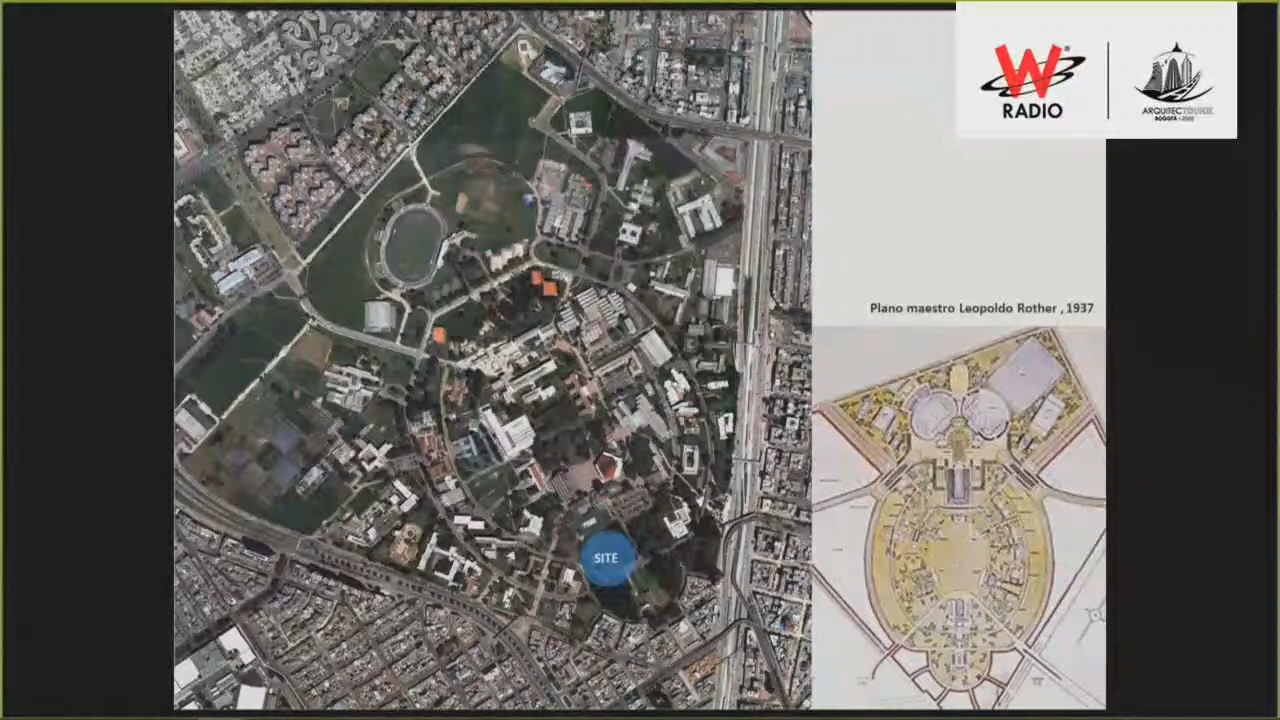 W
RADIO
ARQUITECTOURS
BOGOTÁ
Plano maestro Leopoldo Rother , 1937
SITE